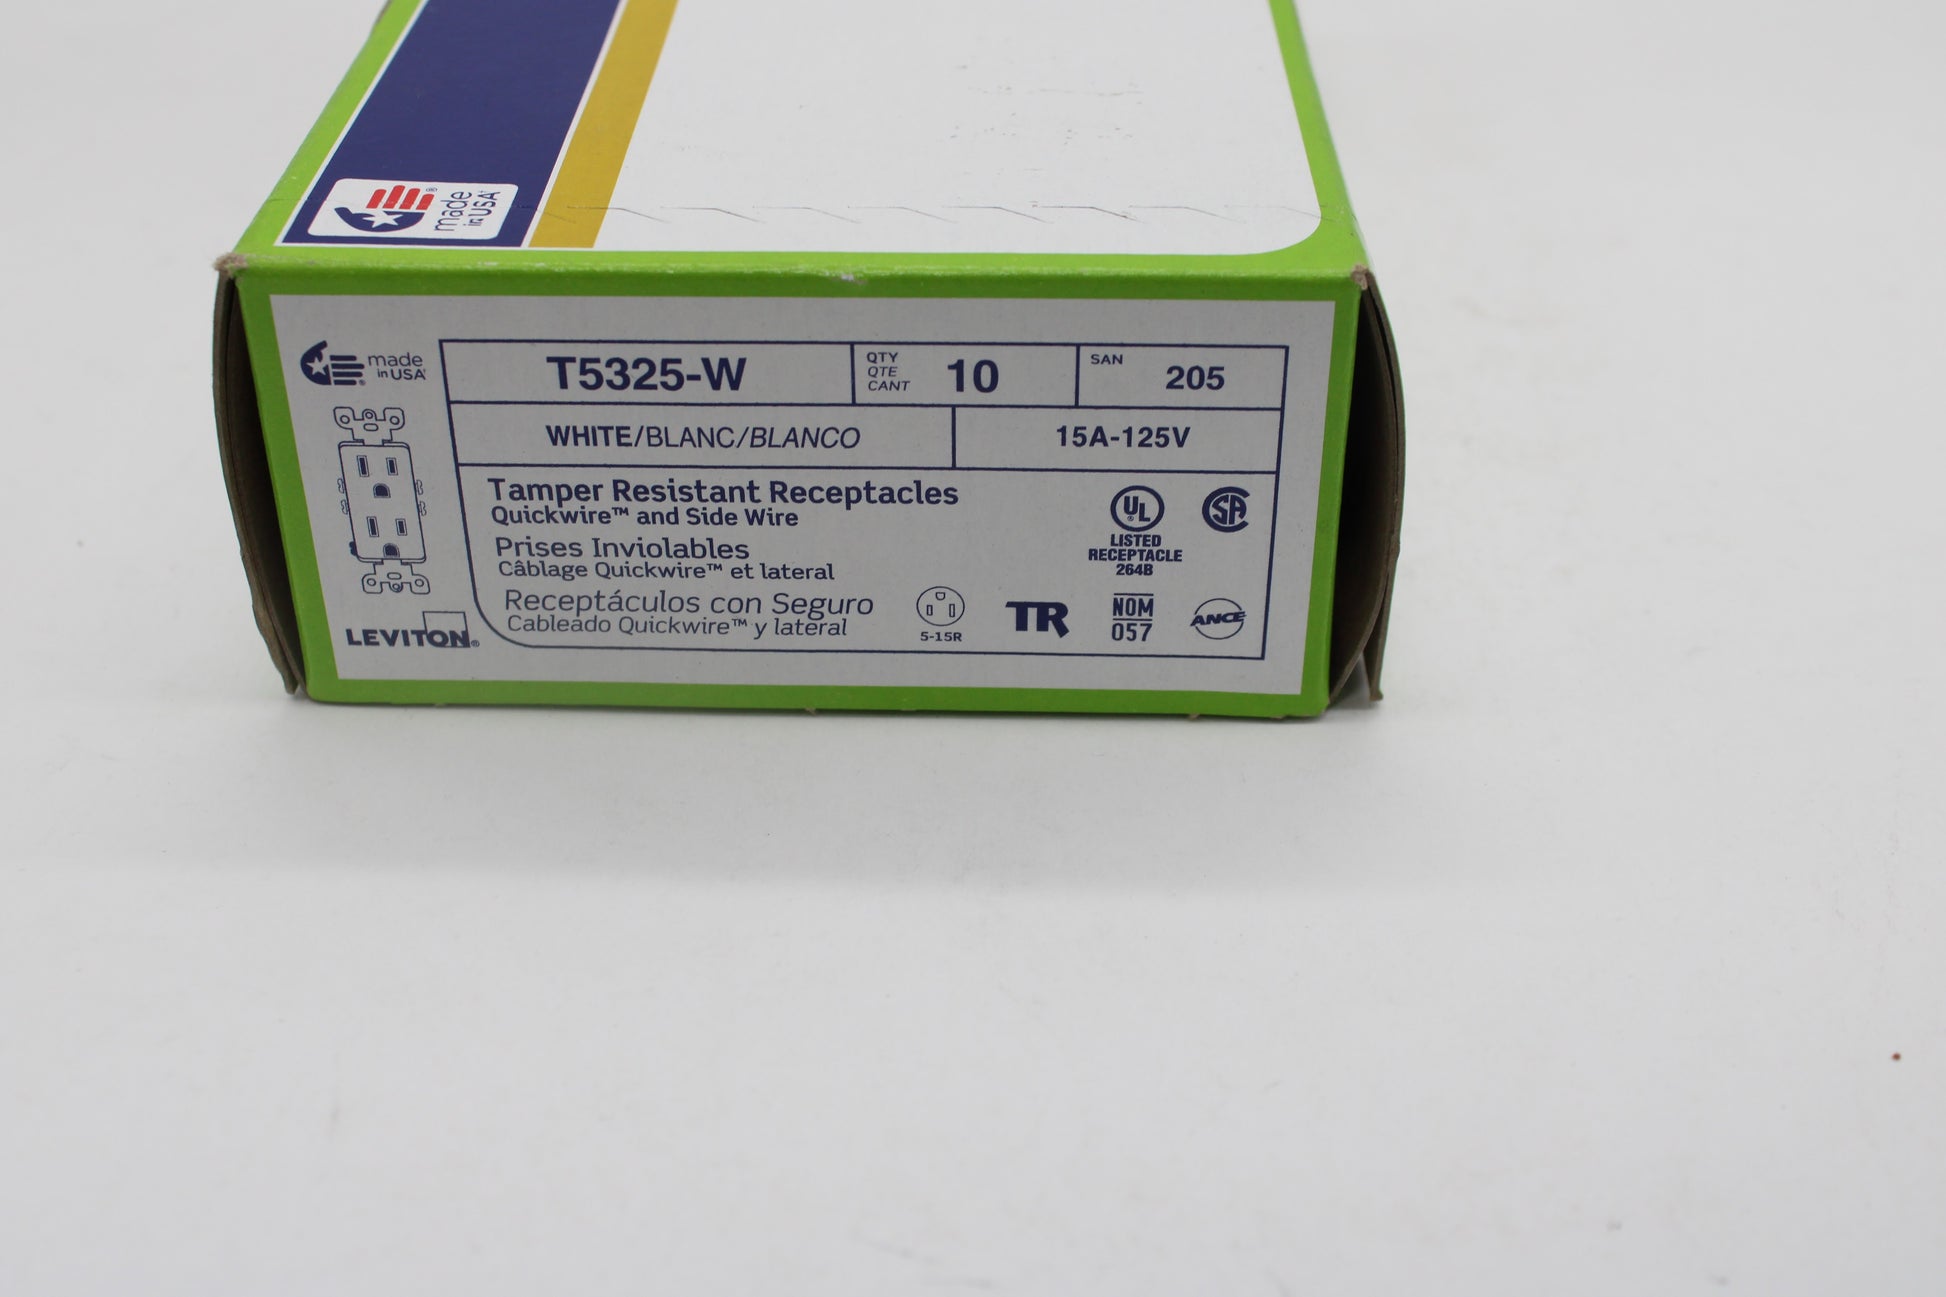 made
in USA
made
in USA
T5325-W
QTY
QTE
CANT
10
SAN
205
WHITE/BLANC/BLANCO
15A-125V
Tamper Resistant Receptacles
Quickwire™ and Side Wire
Prises Inviolables
Câblage Quickwire™ et lateral
Receptáculos con Seguro
Cableado Quickwire™ y lateral
LEVITON®
5-15R
TR
UL
LISTED
RECEPTACLE
264B
SA
NOM
057
ANCE